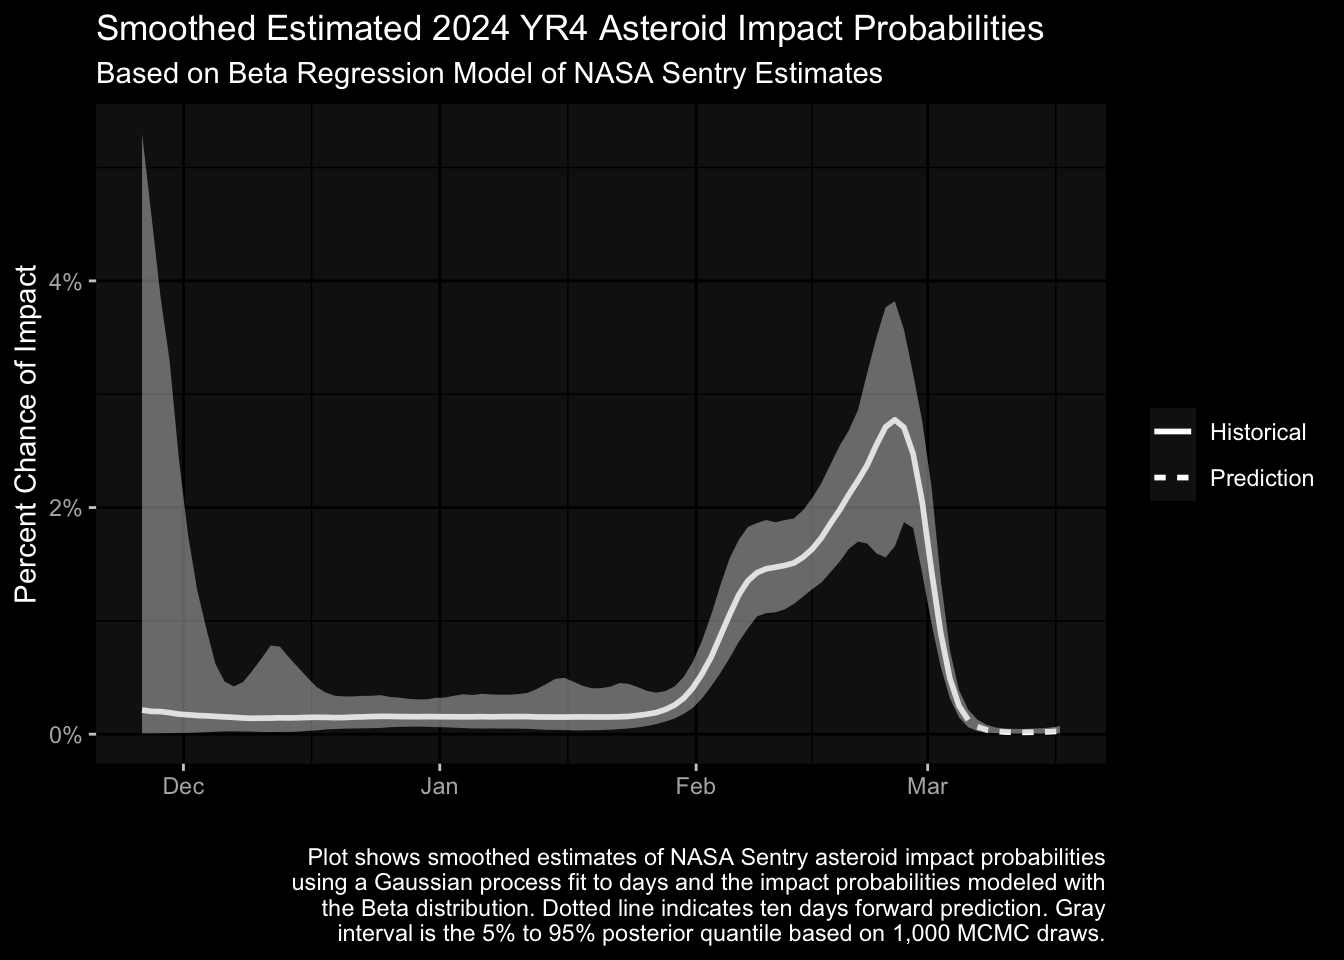 Smoothed Estimated 2024 YR4 Asteroid Impact Probabilities
Based on Beta Regression Model of NASA Sentry Estimates
Percent Chance of Impact
4%
2%
0%
Dec
Jan
Feb
Mar
Historical
Prediction
Plot shows smoothed estimates of NASA Sentry asteroid impact probabilities
using a Gaussian process fit to days and the impact probabilities modeled with
the Beta distribution. Dotted line indicates ten days forward prediction. Gray
interval is the 5% to 95% posterior quantile based on 1,000 MCMC draws.